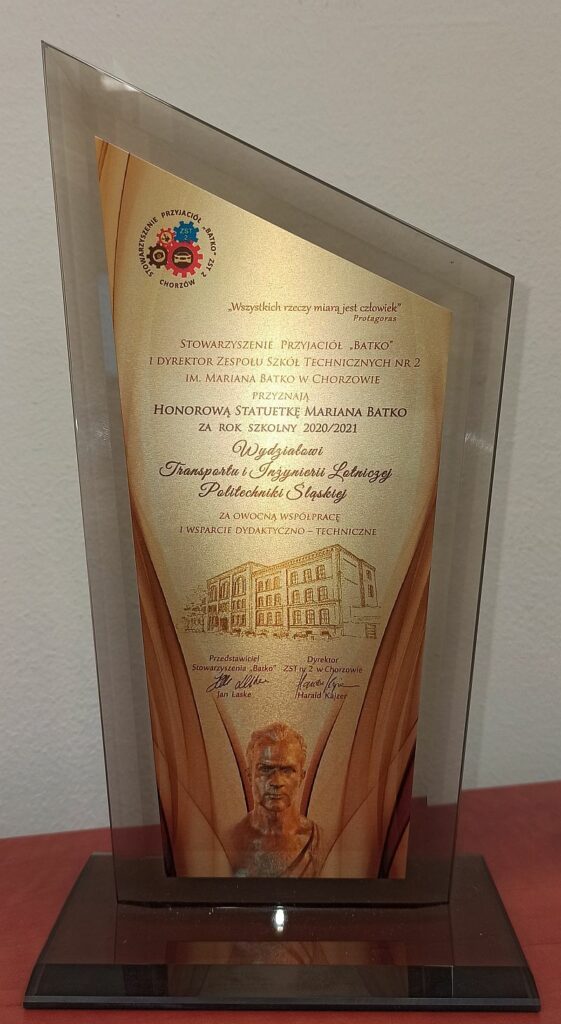 STOWARZYSZENIE PRZYJACIÓŁ „BATKO" ZST 2
CHORZÓW
ZST
2
„Wszystkich rzeczy miarą jest człowiek"
Protagoras
STOWARZYSZENIE PRZYJACIÓŁ „BATKO"
I DYREKTOR ZESPOŁU SZKÓŁ TECHNICZNYCH NR 2
IM. MARIANA BATKO W CHORZOWIE
PRZYZNAJĄ
HONOROWĄ STATUETKĘ MARIANA BATKO
ZA ROK SZKOLNY 2020/2021
Wydziałowi
Transportu i Inżynierii Lotniczej
Politechniki Śląskiej
ZA OWOCNĄ WSPÓŁPRACĘ
I WSPARCIE DYDAKTYCZNO – TECHNICZNE
Przedstawiciel Dyrektor
Stowarzyszenia „Batko" ZST nr 2 w Chorzowie
Jan Laske Harald Kajzer